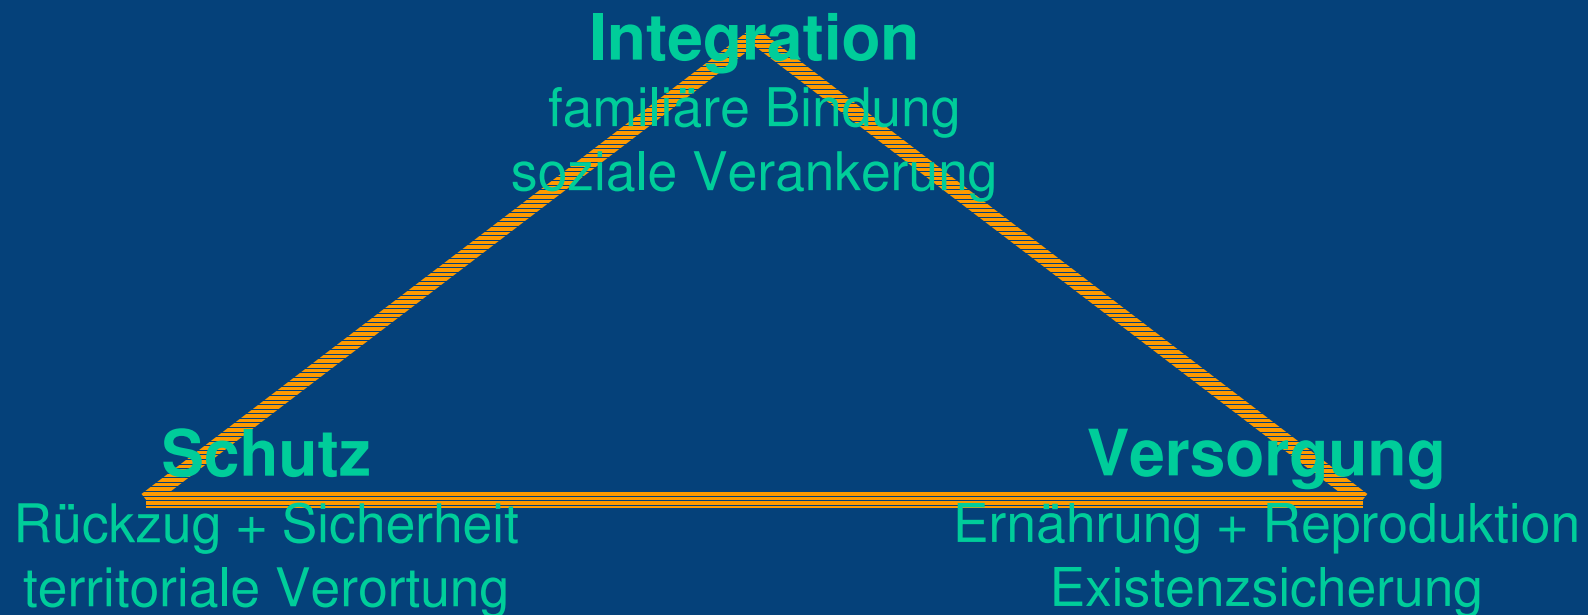 Integration
familiäre Bindung
soziale Verankerung
Schutz
Rückzug + Sicherheit
territoriale Verortung
Versorgung
Ernährung + Reproduktion
Existenzsicherung